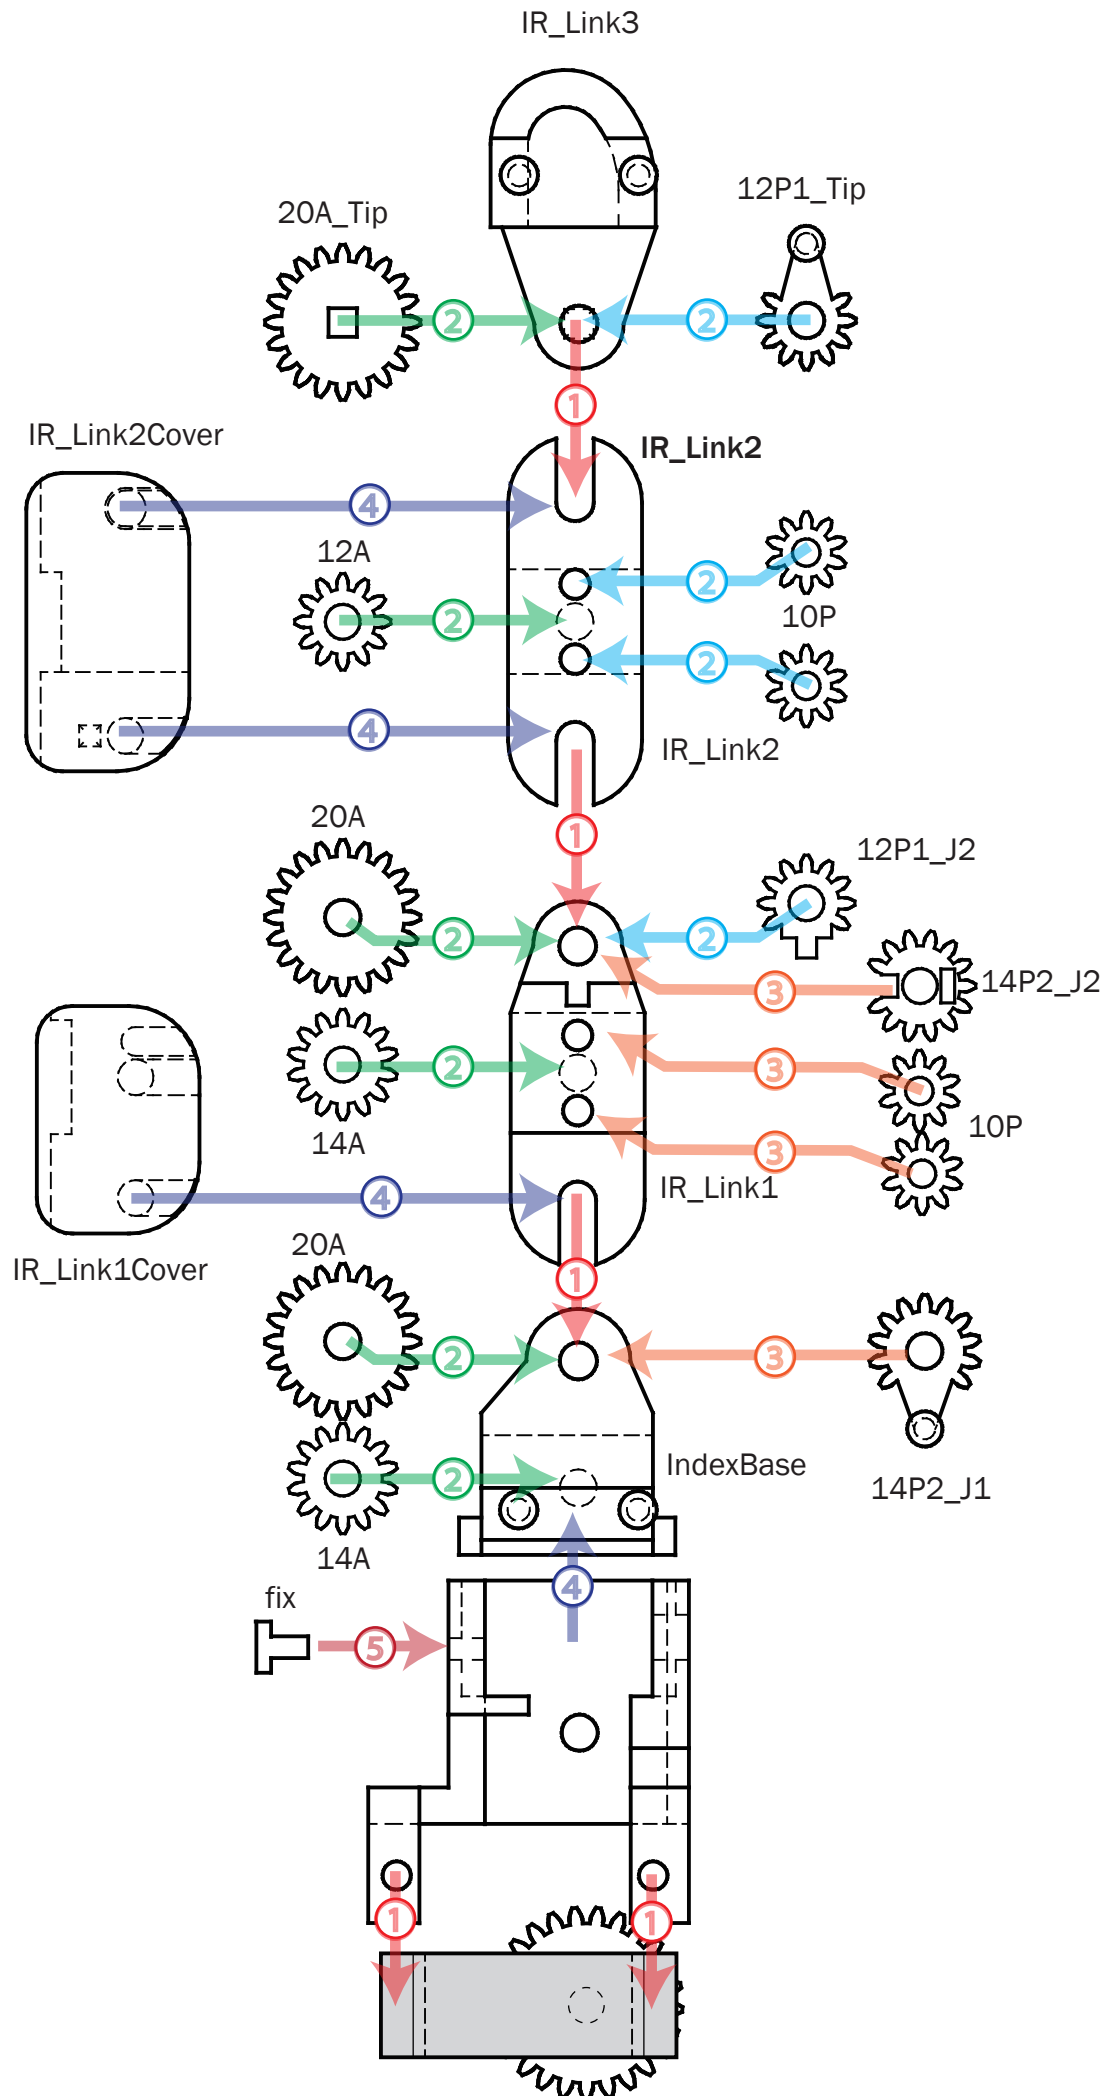 IR_Link3
12P1_Tip
20A_Tip
2
2
1
IR_Link2Cover
IR_Link2
4
12A
2
2
10P
2
4
IR_Link2
20A
1
12P1_J2
2
2
3
14P2_J2
2
3
14A
10P
3
IR_Link1
4
IR_Link1Cover
20A
1
2
3
IndexBase
2
14P2_J1
14A
4
fix
5
1
1